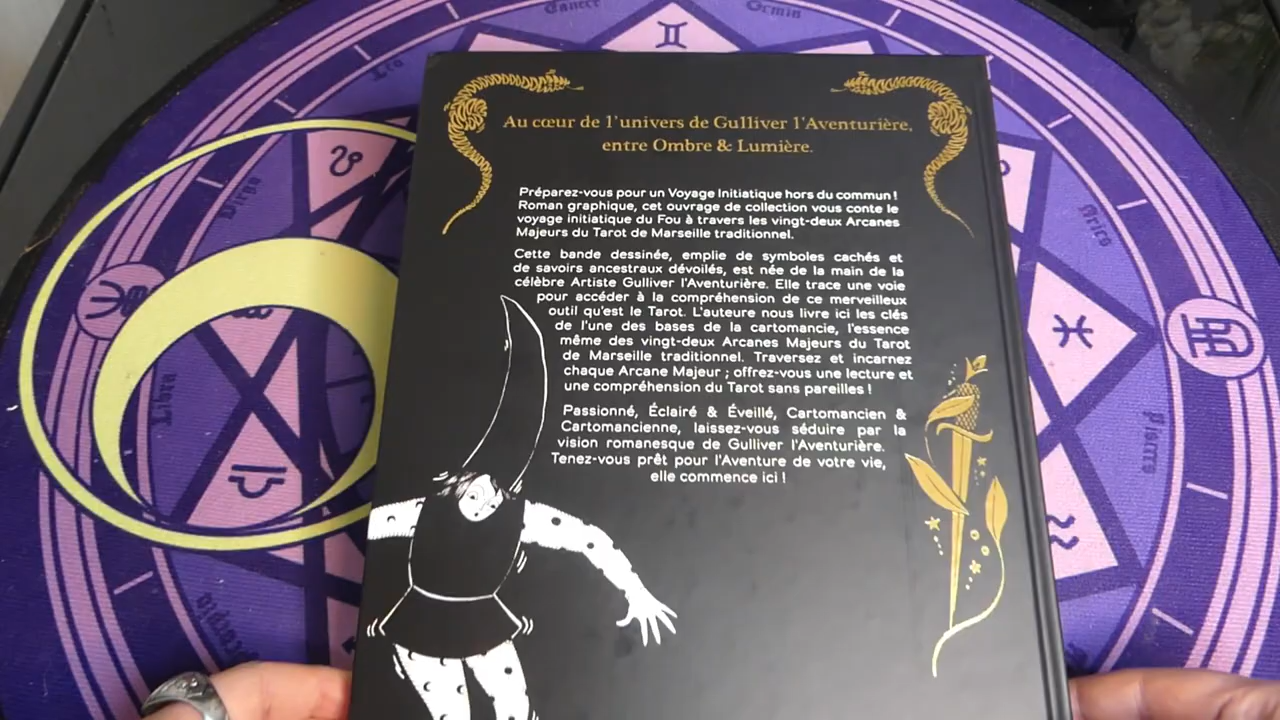 Cancer
Au cœur de l'univers de Gulliver l'Aventurière,
entre Ombre & Lumière.
Préparez-vous pour un Voyage Initiatique hors du commun !
Roman graphique, cet ouvrage de collection vous conte le
voyage initiatique du Fou à travers les vingt-deux Arcanes
Majeurs du Tarot de Marseille traditionnel.
Cette bande dessinée, emplie de symboles cachés et
de savoirs ancestraux dévoilés, est née de la main de la
célèbre Artiste Gulliver l'Aventurière. Elle trace une voie
pour accéder à la compréhension de ce merveilleux
outil qu'est le Tarot. L'auteure nous livre ici les clés
de l'une des bases de la cartomancie, l'essence
même des vingt-deux Arcanes Majeurs du Tarot
de Marseille traditionnel. Traversez et incarnez
chaque Arcane Majeur ; offrez-vous une lecture et
une compréhension du Tarot sans pareilles !
Passionné, Éclairé & Éveillé, Cartomancien &
Cartomancienne, laissez-vous séduire par la
vision romanesque de Gulliver l'Aventurière.
Tenez-vous prêt pour l'Aventure de votre vie,
elle commence ici !
Leo
Virgo
Libra